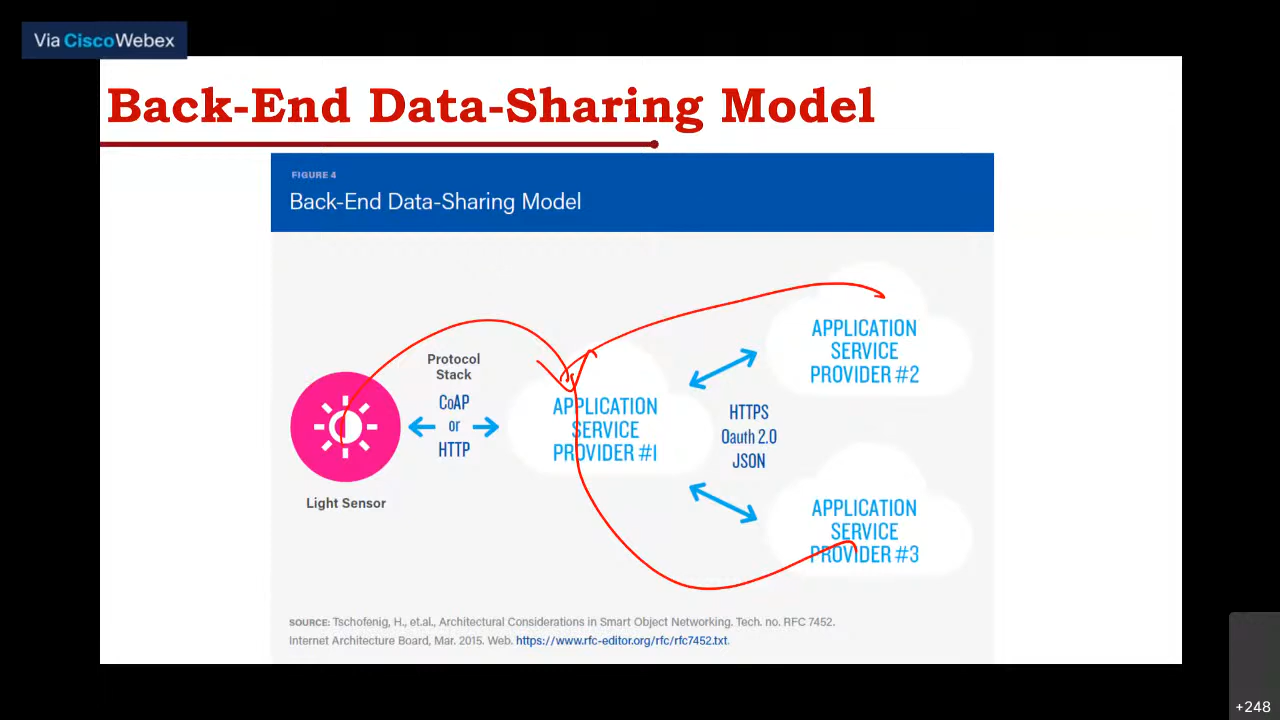 Via CiscoWebex
Back-End Data-Sharing Model
FIGURE 4
Back-End Data-Sharing Model
Protocol
Stack
CoAP
or
HTTP
Light Sensor
APPLICATION
SERVICE
PROVIDER #1
HTTPS
Oauth 2.0
JSON
APPLICATION
SERVICE
PROVIDER #2
APPLICATION
SERVICE
PROVIDER #3
SOURCE: Tschofenig, H., et.al., Architectural Considerations in Smart Object Networking. Tech. no. RFC 7452.
Internet Architecture Board, Mar. 2015. Web. https://www.rfc-editor.org/rfc/rfc7452.txt.
+248